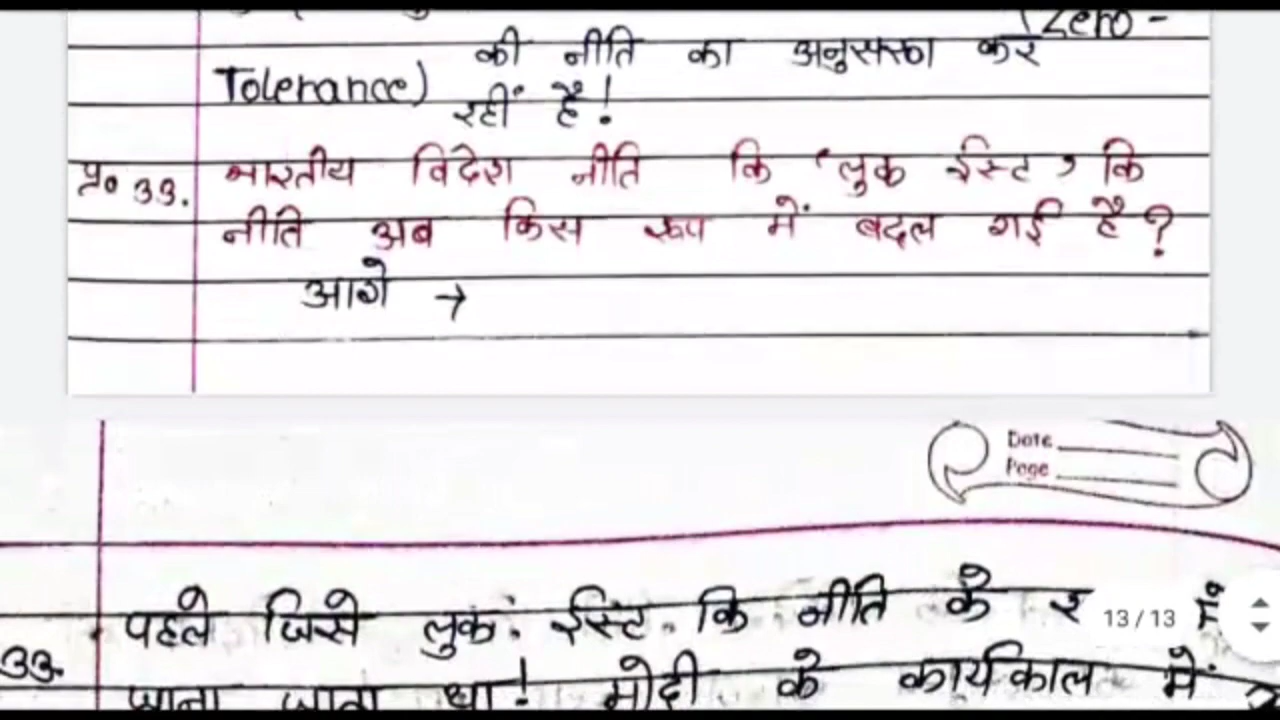 (Zero -
की नीति का अनुसरण कर
Tolerance)
रहीं है!
प्र० 33. भारतीय विदेश नीति कि 'लुक ईस्ट' कि
नीति अब किस रूप में बदल गई है?
आगे →
Date
Page
पहले जिसे लुक ईस्ट कि नीति के
13 / 13
33. जाना जाता था! मोदी के कार्यकाल में